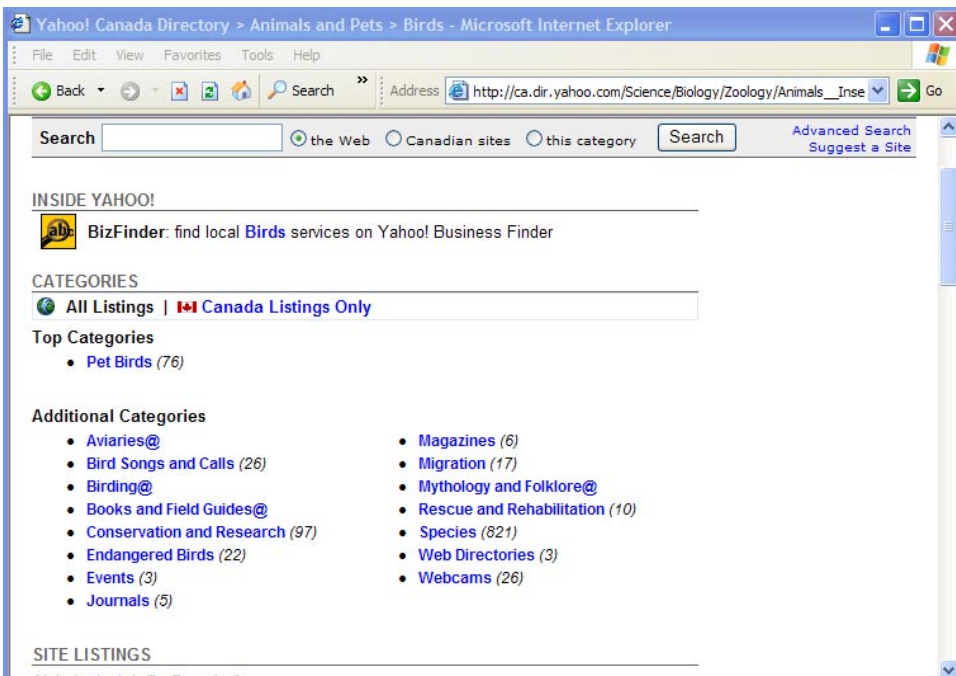 Yahoo! Canada Directory > Animals and Pets > Birds - Microsoft Internet Explorer
File Edit View Favorites Tools Help
Back Search » Address http://ca.dir.yahoo.com/Science/Biology/Zoology/Animals__Inse Go
Search the Web Canadian sites this category Search Advanced Search
Suggest a Site
INSIDE YAHOO!
abc BizFinder: find local Birds services on Yahoo! Business Finder
CATEGORIES
All Listings | Canada Listings Only
Top Categories
• Pet Birds (76)
Additional Categories
• Aviaries@
• Bird Songs and Calls (26)
• Birding@
• Books and Field Guides@
• Conservation and Research (97)
• Endangered Birds (22)
• Events (3)
• Journals (5)
• Magazines (6)
• Migration (17)
• Mythology and Folklore@
• Rescue and Rehabilitation (10)
• Species (821)
• Web Directories (3)
• Webcams (26)
SITE LISTINGS